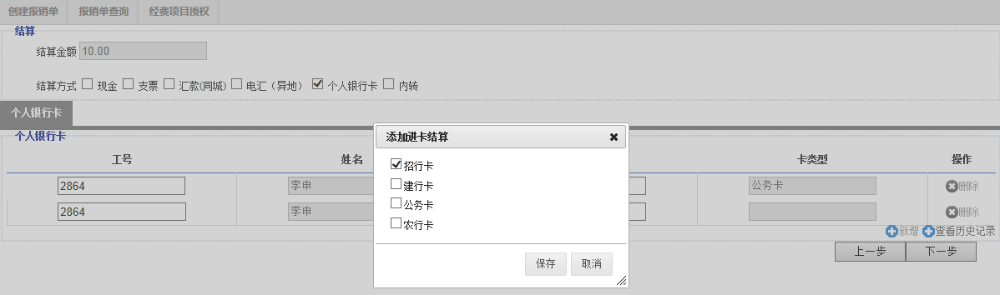 创建报销单 报销单查询 经费项目授权
结算
结算金额 10.00
结算方式 现金 支票 汇款(同城) 电汇（异地） 个人银行卡 内转
个人银行卡
个人银行卡
工号 姓名 卡类型 操作
2864 李申 公务卡 删除
2864 李申 删除
新增 查看历史记录
上一步 下一步
添加进卡结算
招行卡
建行卡
公务卡
农行卡
保存 取消